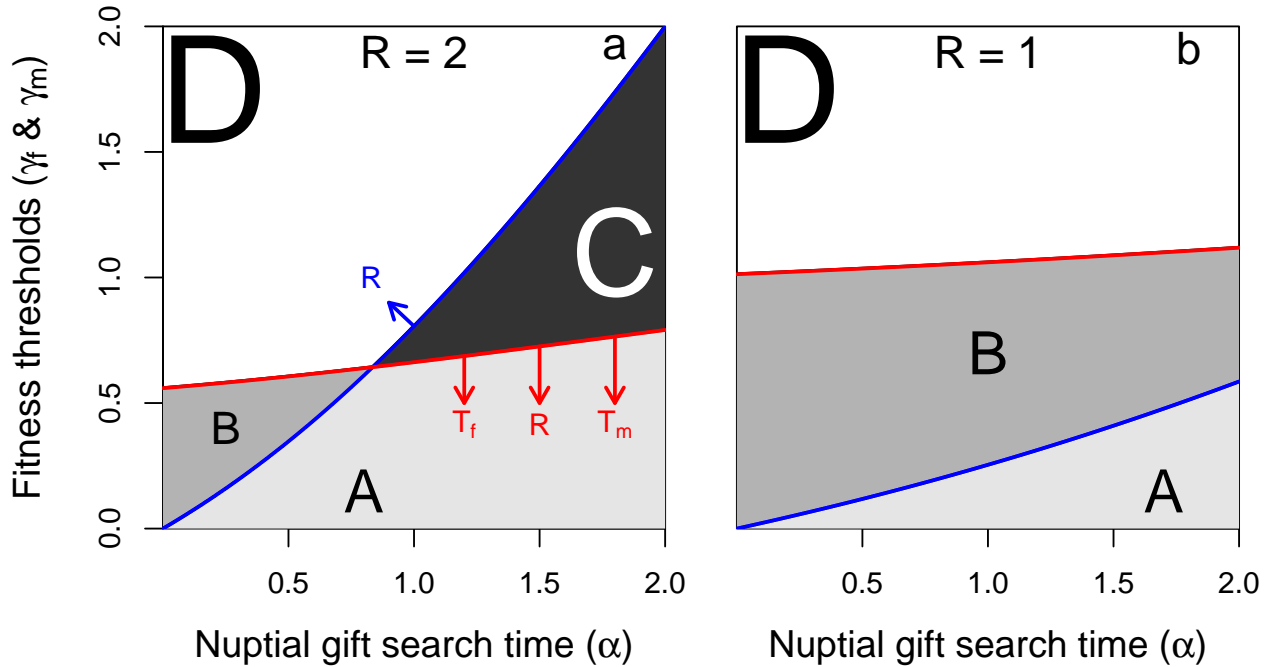 Fitness thresholds (γf & γm)
2.0
1.5
1.0
0.5
0.0
D
R = 2
a
C
R
B
A
Tf
R
Tm
0.5
1.0
1.5
2.0
Nuptial gift search time (α)
D
R = 1
b
B
A
0.5
1.0
1.5
2.0
Nuptial gift search time (α)